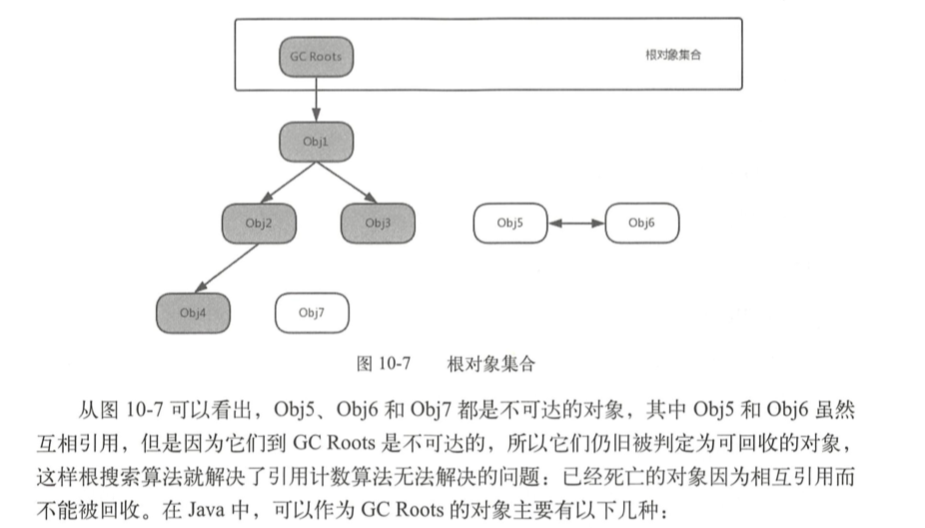 GC Roots
根对象集合
Obj1
Obj2
Obj3
Obj5
Obj6
Obj4
Obj7
图 10-7 根对象集合
从图 10-7 可以看出,Obj5、Obj6 和 Obj7 都是不可达的对象,其中 Obj5 和 Obj6 虽然
互相引用,但是因为它们到 GC Roots 是不可达的,所以它们仍旧被判定为可回收的对象,
这样根搜索算法就解决了引用计数算法无法解决的问题:已经死亡的对象因为相互引用而
不能被回收。在 Java 中,可以作为 GC Roots 的对象主要有以下几种: